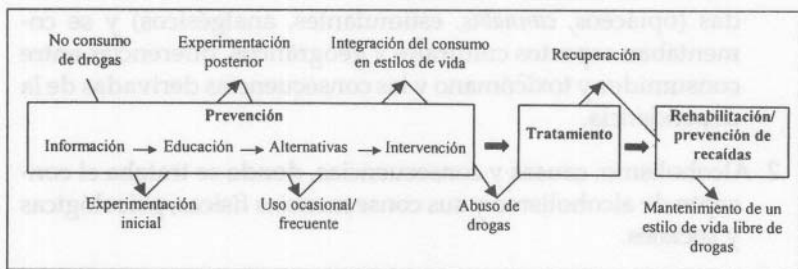 das (opiáceos, cannabis, estimulantes, analgésicos) y se co-
No consumo
de drogas
Experimentación
posterior
Integración del consumo
en estilos de vida
Recuperación
Prevención
Información
Educación
Alternativas
Intervención
Tratamiento
Rehabilitación/
prevención de
recaídas
Experimentación
inicial
Uso ocasional/
frecuente
Abuso de
drogas
Mantenimiento de un
estilo de vida libre de
drogas